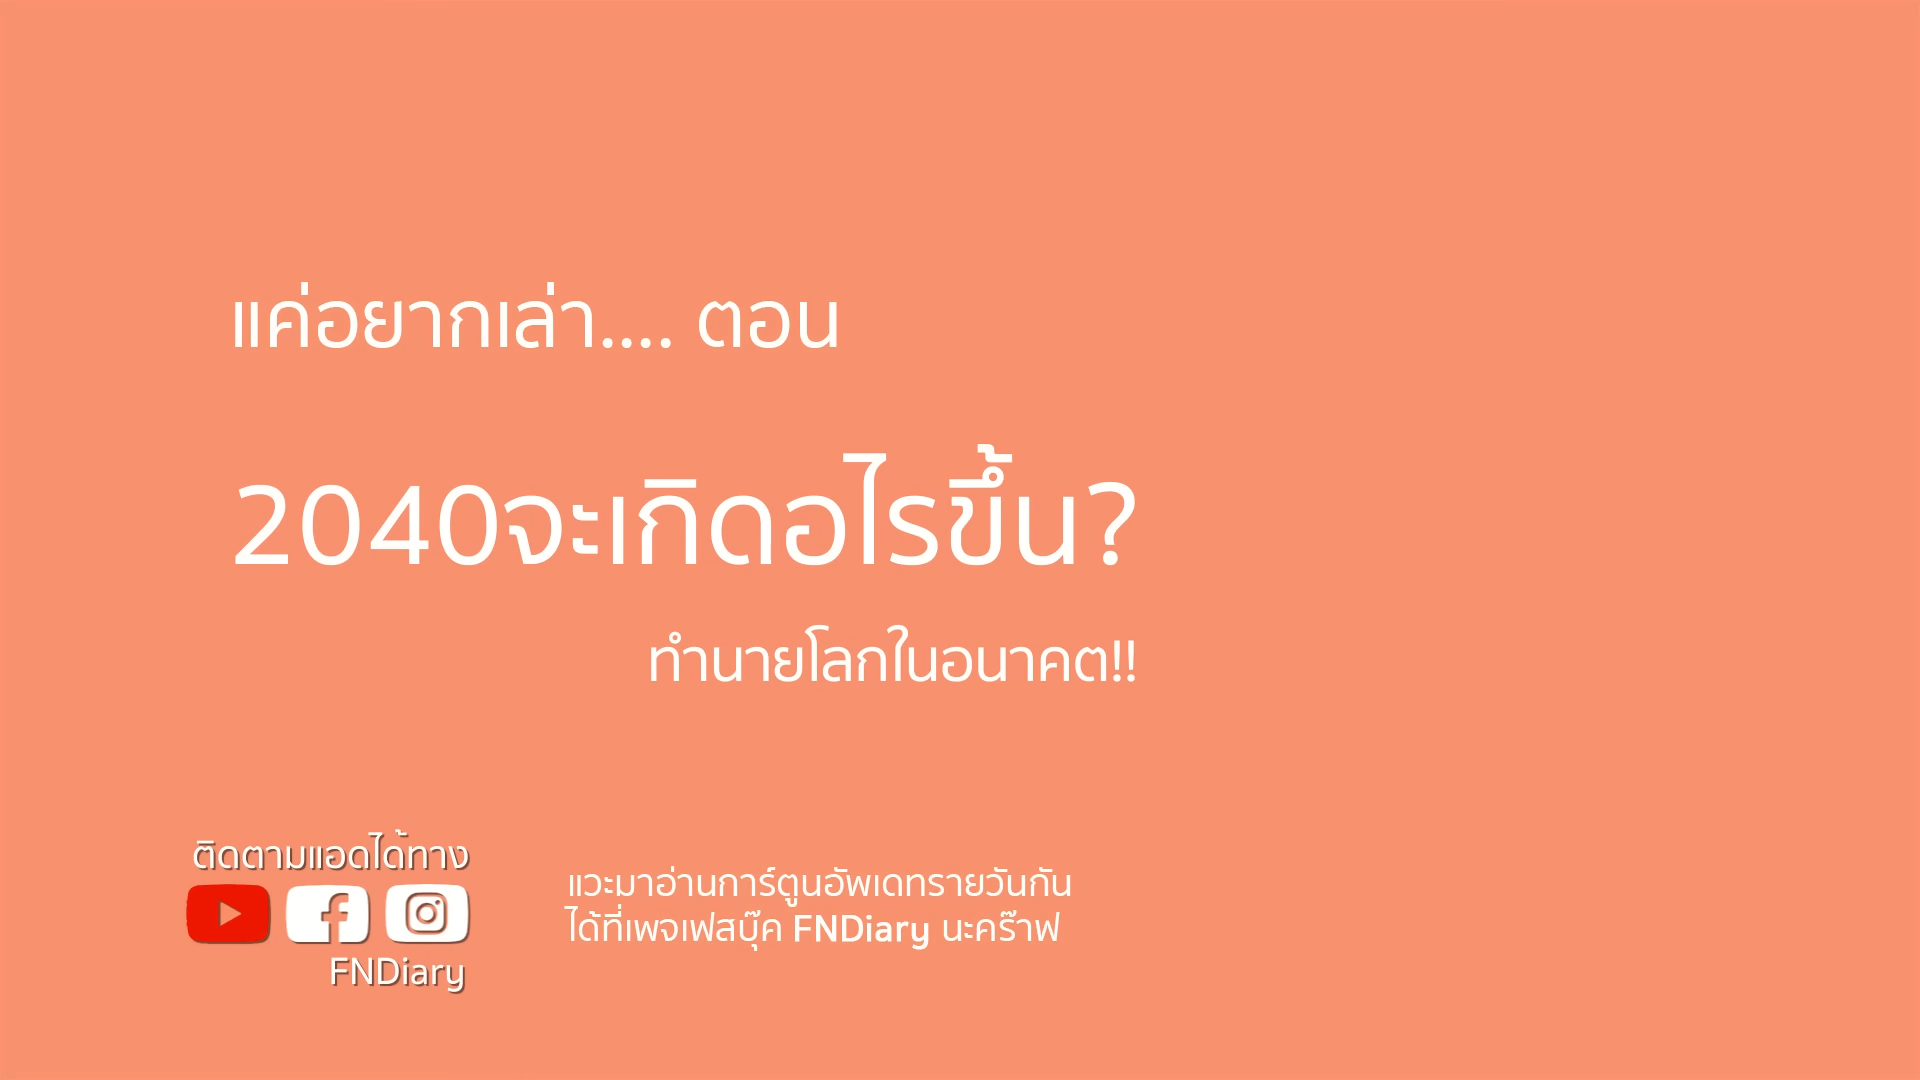 แค่อยากเล่า.... ตอน
2040จะเกิดอไรขึ้น?
ทำนายโลกในอนาคต!!
ติดตามแอดได้ทาง
FNDiary
แวะมาอ่านการ์ตูนอัพเดทรายวันกัน
ได้ที่เพจเฟสบุ๊ค FNDiary นะคร๊าฟ